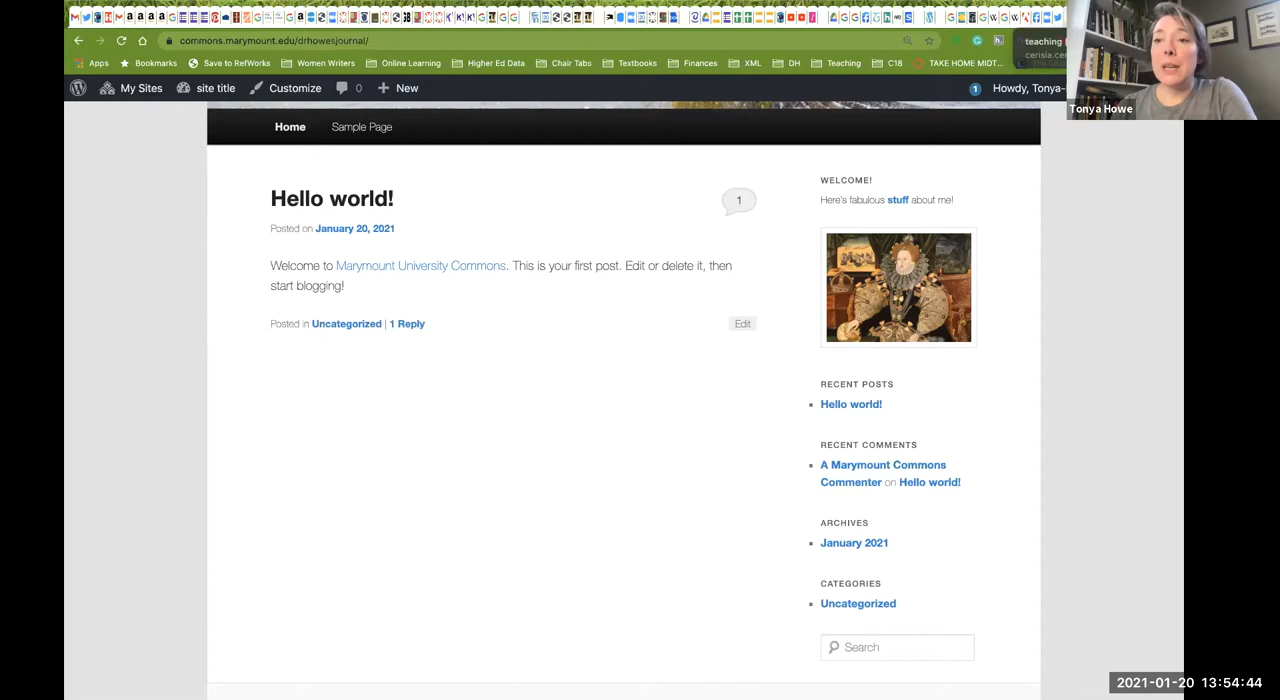 commons.marymount.edu/drhowesjournal/
teaching
Apps Bookmarks Save to RefWorks Women Writers Online Learning Higher Ed Data Chair Tabs Textbooks Finances XML DH Teaching C18 TAKE HOME MIDT...
Tonya Howe
My Sites site title Customize 0 New 1 Howdy, Tonya-
Home Sample Page
Hello world!
1
Posted on January 20, 2021
Welcome to Marymount University Commons. This is your first post. Edit or delete it, then
start blogging!
Posted in Uncategorized | 1 Reply
Edit
WELCOME!
Here's fabulous stuff about me!
RECENT POSTS
Hello world!
RECENT COMMENTS
A Marymount Commons
Commenter on Hello world!
ARCHIVES
January 2021
CATEGORIES
Uncategorized
Search
2021-01-20 13:54:44